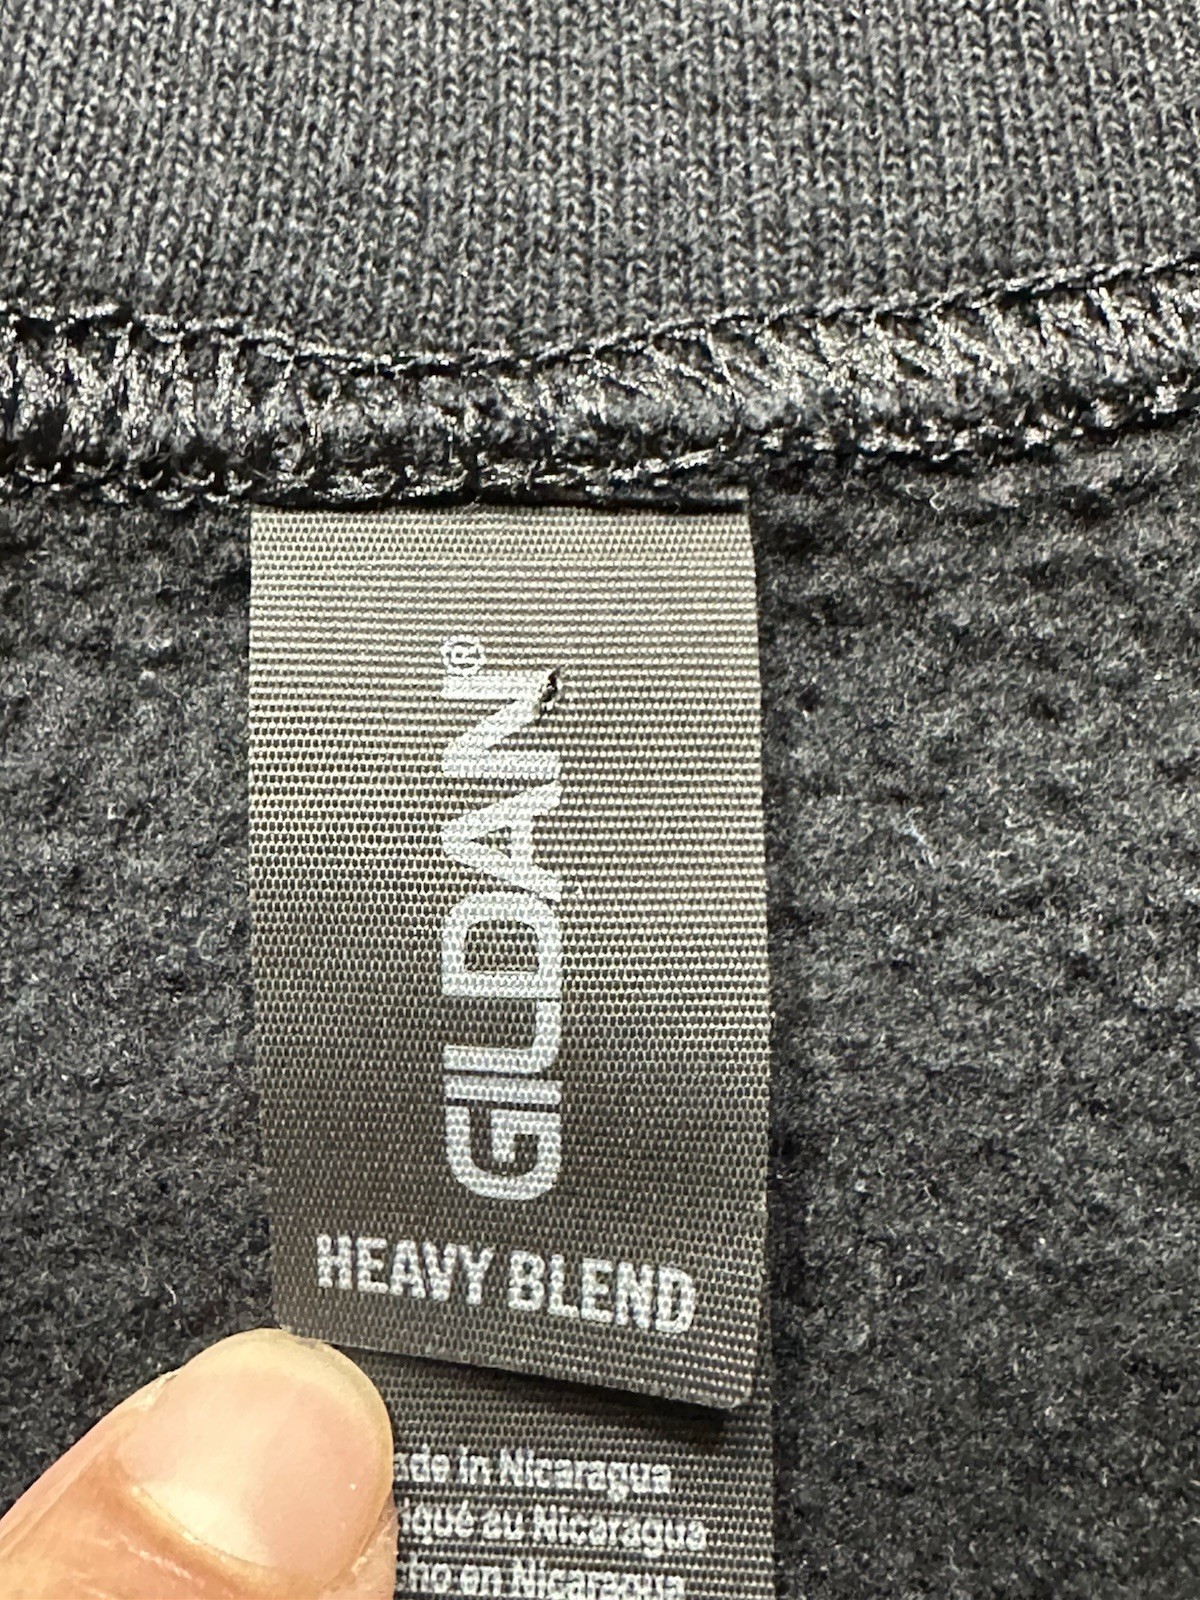 GILDAN®
HEAVY BLEND
in Nicaragua
au Nicaragua
en Nicaragua